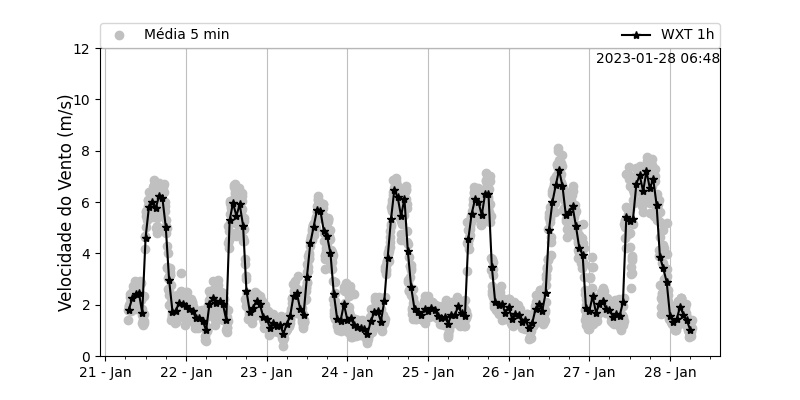 Média 5 min
WXT 1h
2023-01-28 06:48
Velocidade do Vento (m/s)
12
10
8
6
4
2
0
21 - Jan
22 - Jan
23 - Jan
24 - Jan
25 - Jan
26 - Jan
27 - Jan
28 - Jan